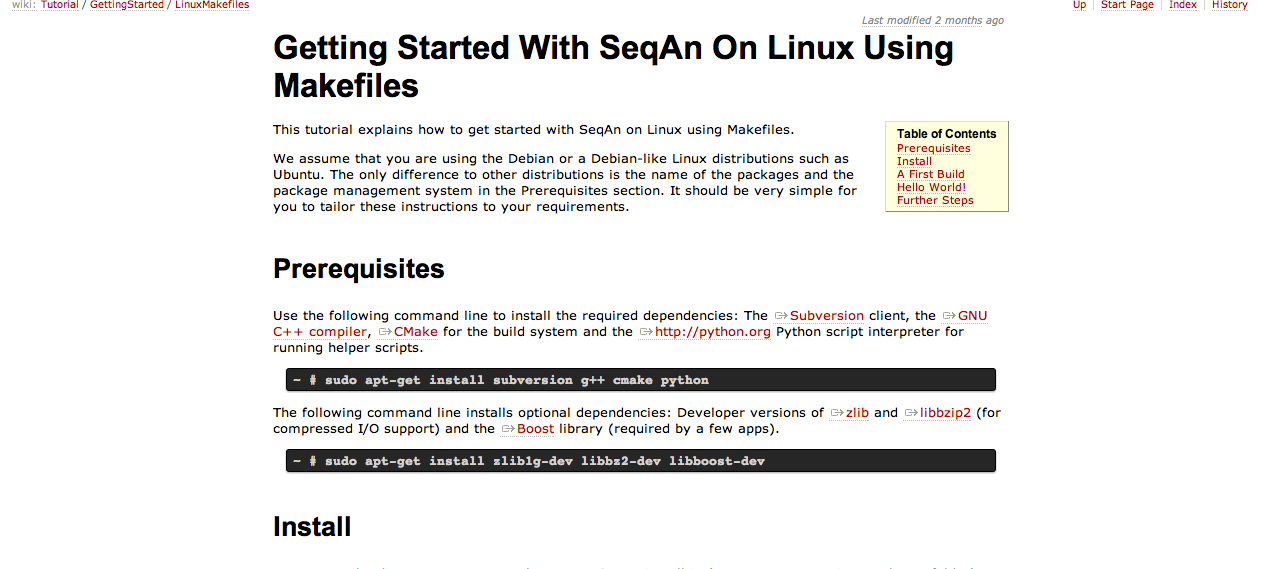 wiki: Tutorial / GettingStarted / LinuxMakefiles
Up | Start Page | Index | History
Last modified 2 months ago
Getting Started With SeqAn On Linux Using
Makefiles
This tutorial explains how to get started with SeqAn on Linux using Makefiles.
We assume that you are using the Debian or a Debian-like Linux distributions such as
Ubuntu. The only difference to other distributions is the name of the packages and the
package management system in the Prerequisites section. It should be very simple for
you to tailor these instructions to your requirements.
Table of Contents
Prerequisites
Install
A First Build
Hello World!
Further Steps
Prerequisites
Use the following command line to install the required dependencies: The Subversion client, the GNU
C++ compiler, CMake for the build system and the http://python.org Python script interpreter for
running helper scripts.
~ # sudo apt-get install subversion g++ cmake python
The following command line installs optional dependencies: Developer versions of zlib and libbzip2 (for
compressed I/O support) and the Boost library (required by a few apps).
~ # sudo apt-get install zlib1g-dev libbz2-dev libboost-dev
Install